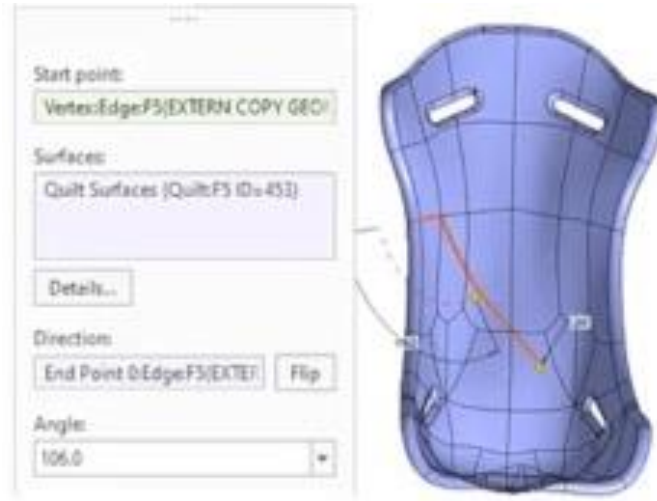 Start point:
Vertex:Edge:F5(EXTERN COPY GEO
Surfaces:
Quilt Surfaces (Quilt:F5 ID=453)
Details...
Direction:
End Point 0:Edge:F5(EXTEF
Flip
Angle:
106.0